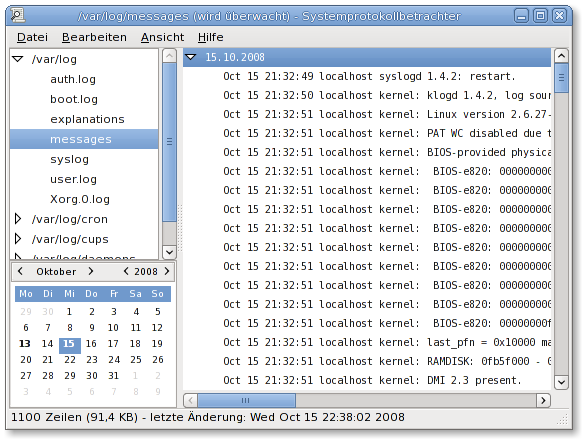 /var/log/messages (wird überwacht) - Systemprotokollbetrachter
Datei Bearbeiten Ansicht Hilfe
/var/log
auth.log
boot.log
explanations
messages
syslog
user.log
Xorg.0.log
/var/log/cron
/var/log/cups
/var/log/daemons
Oktober 2008
Mo Di Mi Do Fr Sa So
29 30 1 2 3 4 5
6 7 8 9 10 11 12
13 14 15 16 17 18 19
20 21 22 23 24 25 26
27 28 29 30 31 1 2
3 4 5 6 7 8 9
15.10.2008
Oct 15 21:32:49 localhost syslogd 1.4.2: restart.
Oct 15 21:32:50 localhost kernel: klogd 1.4.2, log sour
Oct 15 21:32:51 localhost kernel: Linux version 2.6.27-
Oct 15 21:32:51 localhost kernel: PAT WC disabled due t
Oct 15 21:32:51 localhost kernel: BIOS-provided physica
Oct 15 21:32:51 localhost kernel: BIOS-e820: 000000000
Oct 15 21:32:51 localhost kernel: BIOS-e820: 000000000
Oct 15 21:32:51 localhost kernel: BIOS-e820: 000000000
Oct 15 21:32:51 localhost kernel: BIOS-e820: 000000000
Oct 15 21:32:51 localhost kernel: BIOS-e820: 000000000
Oct 15 21:32:51 localhost kernel: BIOS-e820: 000000000
Oct 15 21:32:51 localhost kernel: BIOS-e820: 000000000
Oct 15 21:32:51 localhost kernel: BIOS-e820: 000000000
Oct 15 21:32:51 localhost kernel: BIOS-e820: 00000000f
Oct 15 21:32:51 localhost kernel: last_pfn = 0x10000 ma
Oct 15 21:32:51 localhost kernel: RAMDISK: 0fb5f000 - 0
Oct 15 21:32:51 localhost kernel: DMI 2.3 present.
1100 Zeilen (91,4 KB) - letzte Änderung: Wed Oct 15 22:38:02 2008